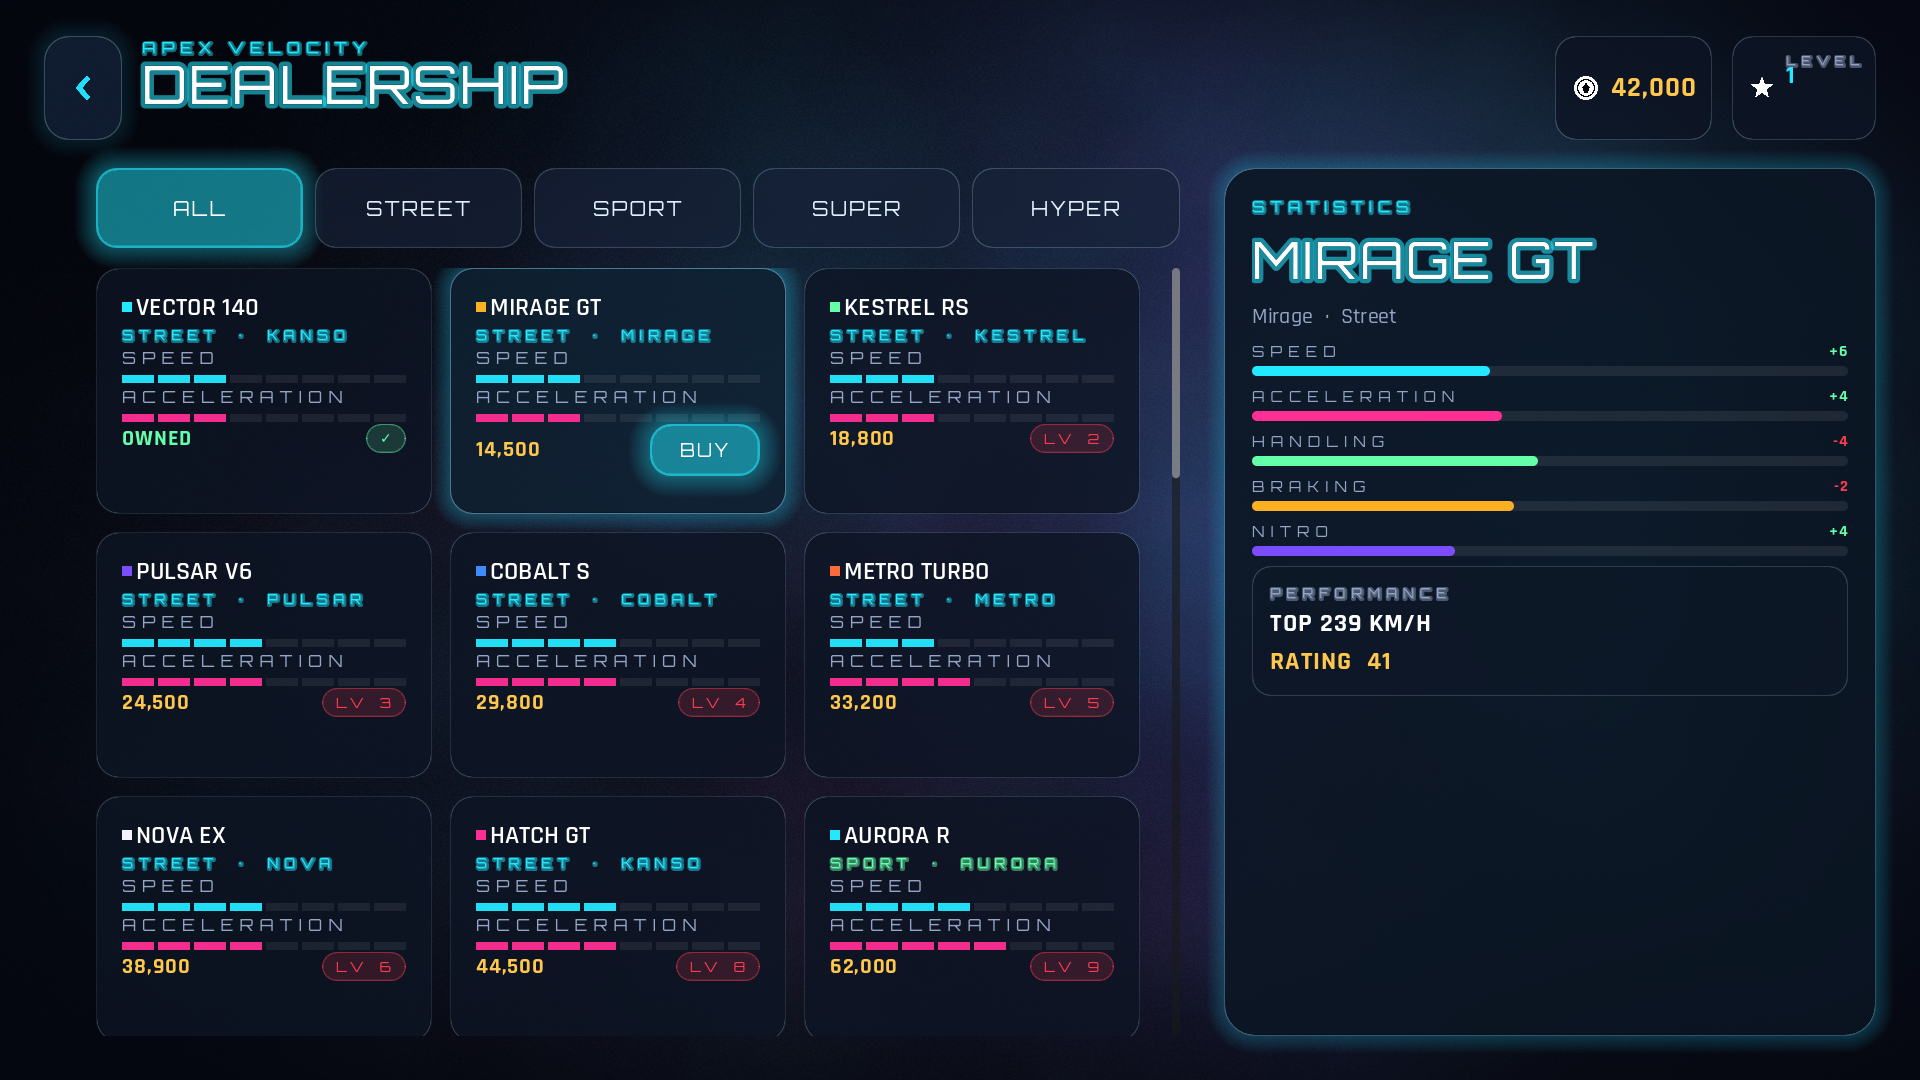 APEX VELOCITY
DEALERSHIP
42,000
LEVEL
1
ALL
STREET
SPORT
SUPER
HYPER
VECTOR 140
STREET · KANSO
SPEED
ACCELERATION
OWNED ✓
MIRAGE GT
STREET · MIRAGE
SPEED
ACCELERATION
14,500 BUY
KESTREL RS
STREET · KESTREL
SPEED
ACCELERATION
18,800 LV 2
PULSAR V6
STREET · PULSAR
SPEED
ACCELERATION
24,500 LV 3
COBALT S
STREET · COBALT
SPEED
ACCELERATION
29,800 LV 4
METRO TURBO
STREET · METRO
SPEED
ACCELERATION
33,200 LV 5
NOVA EX
STREET · NOVA
SPEED
ACCELERATION
38,900 LV 6
HATCH GT
STREET · KANSO
SPEED
ACCELERATION
44,500 LV 8
AURORA R
SPORT · AURORA
SPEED
ACCELERATION
62,000 LV 9
STATISTICS
MIRAGE GT
Mirage · Street
SPEED +6
ACCELERATION +4
HANDLING -4
BRAKING -2
NITRO +4
PERFORMANCE
TOP 239 KM/H
RATING 41